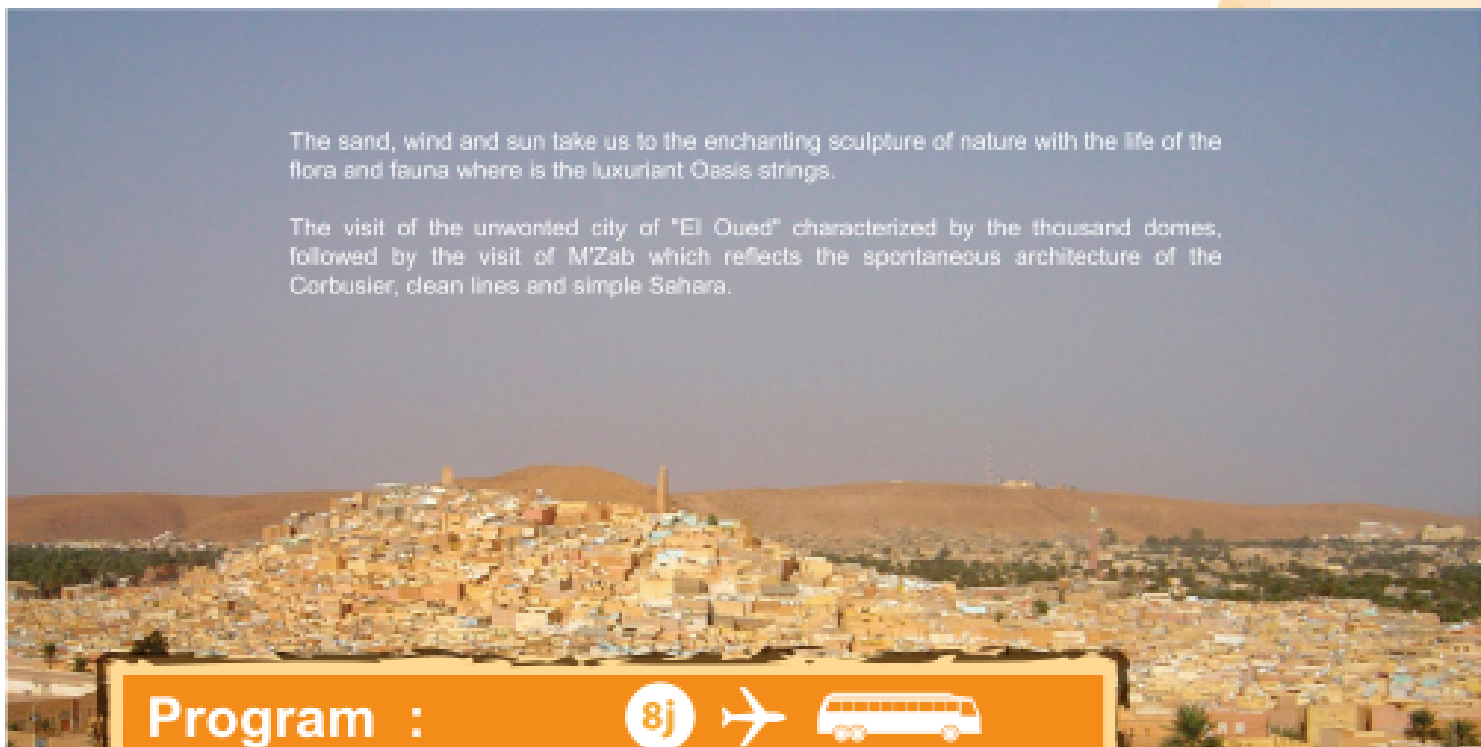 The sand, wind and sun take us to the enchanting sculpture of nature with the life of the
flora and fauna where is the luxuriant Oasis strings.
The visit of the unwonted city of "El Oued" characterized by the thousand domes,
followed by the visit of M'Zab which reflects the spontaneous architecture of the
Corbusier, clean lines and simple Sahara.
Program : 8j